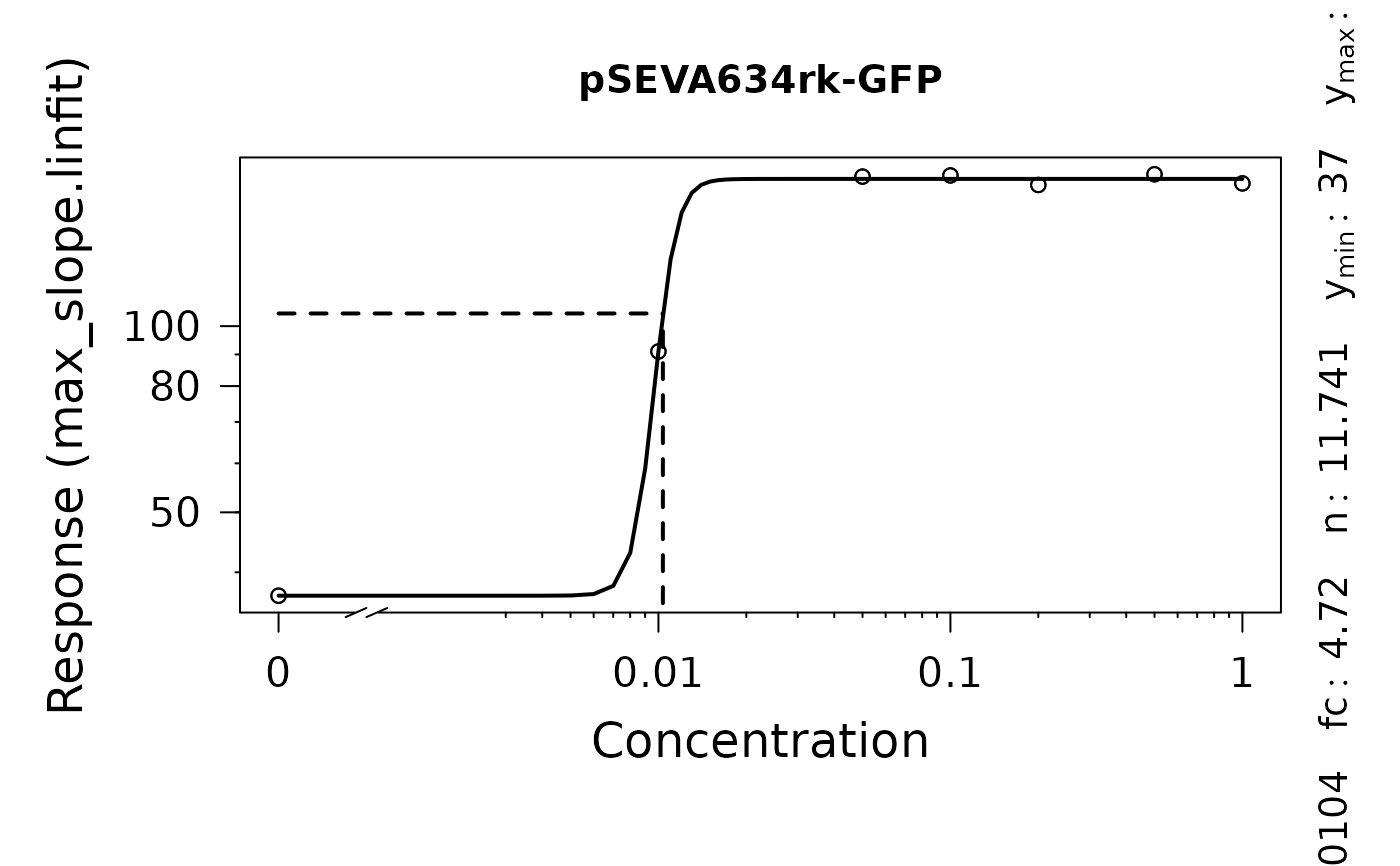 pSEVA634rk-GFP
Response (max_slope.linfit)
100
80
50
0
0.01
0.1
1
Concentration
0104 fc: 4.72 n: 11.741 ymin: 37 ymax: